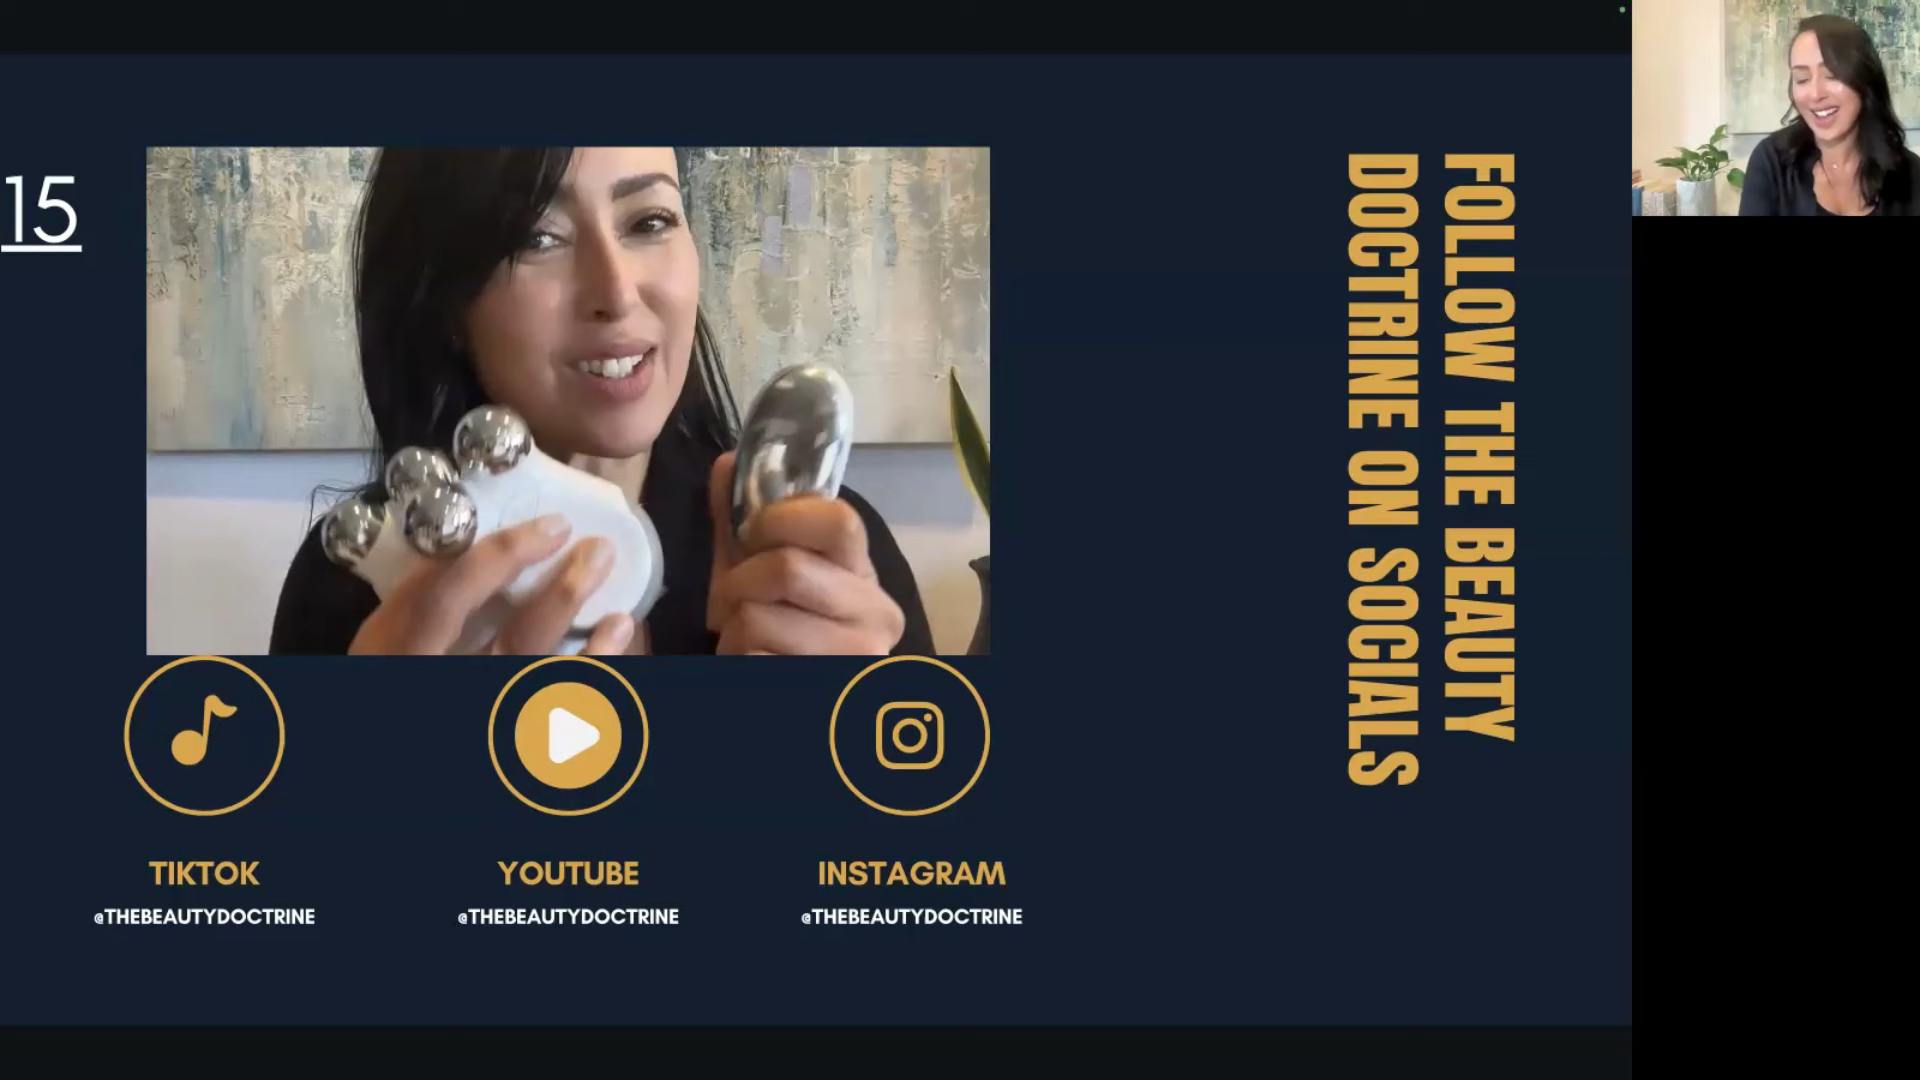 15
FOLLOW THE BEAUTY
DOCTRINE ON SOCIALS
TIKTOK
@THEBEAUTYDOCTRINE
YOUTUBE
@THEBEAUTYDOCTRINE
INSTAGRAM
@THEBEAUTYDOCTRINE